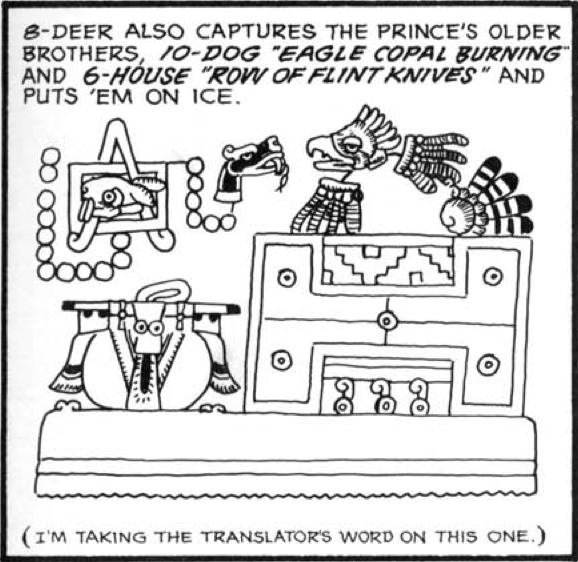 8-DEER ALSO CAPTURES THE PRINCE'S OLDER
BROTHERS, 10-DOG "EAGLE COPAL BURNING"
AND 6-HOUSE "ROW OF FLINT KNIVES" AND
PUTS 'EM ON ICE.
(I'M TAKING THE TRANSLATOR'S WORD ON THIS ONE.)